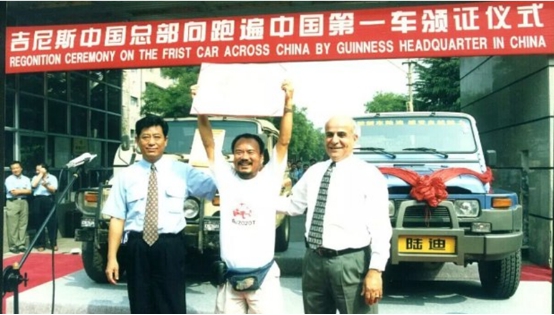 吉尼斯中国总部向跑遍中国第一车颁证仪式
REGONITION CEREMONY ON THE FRIST CAR ACROSS CHINA BY GUINNESS HEADQUARTER IN CHINA
陆迪